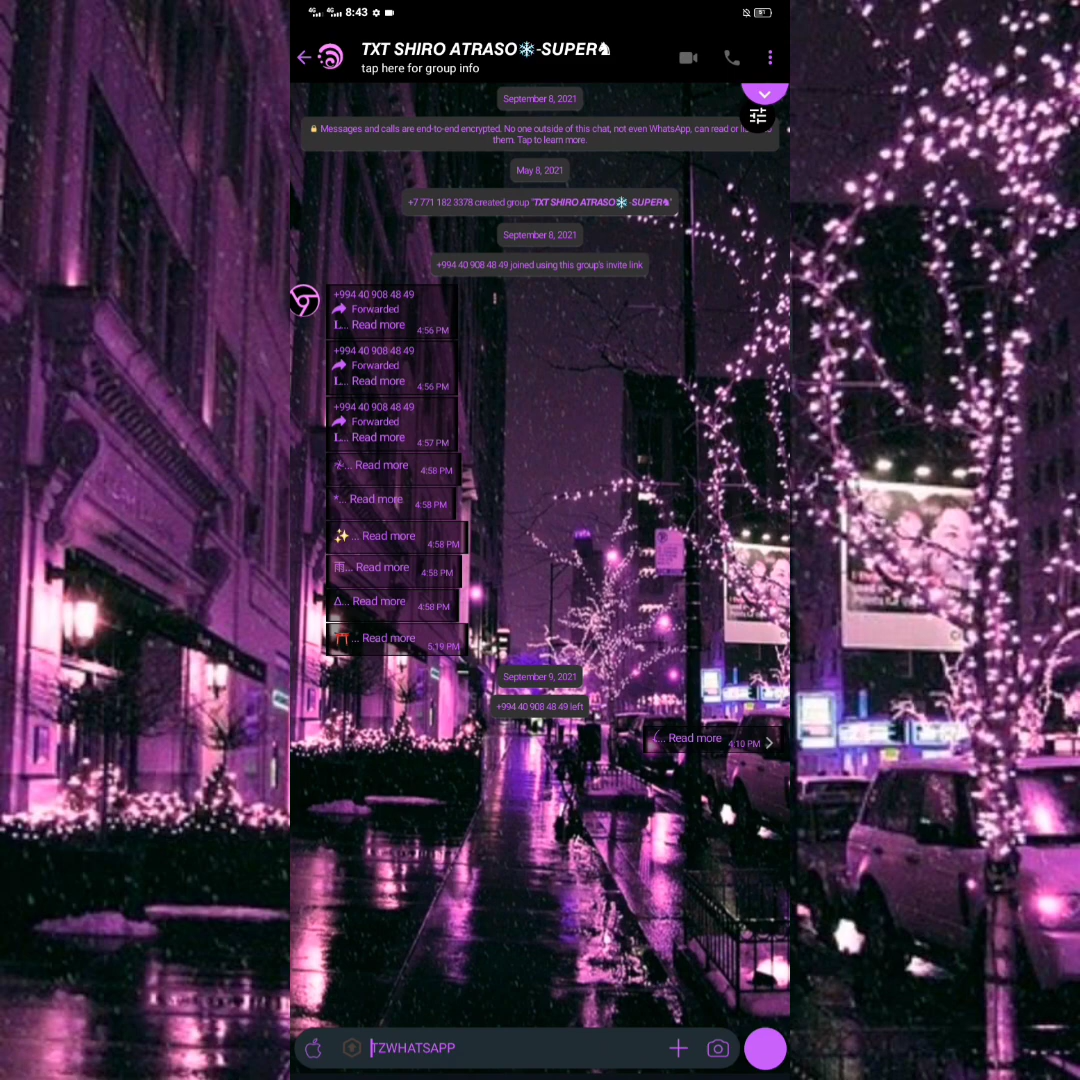 4G 4G 8:43 61
TXT SHIRO ATRASO❄-SUPER♞
tap here for group info
September 8, 2021
🔒 Messages and calls are end-to-end encrypted. No one outside of this chat, not even WhatsApp, can read or
them. Tap to learn more.
May 8, 2021
+7 771 182 3378 created group "TXT SHIRO ATRASO❄-SUPER♞"
September 8, 2021
+994 40 908 48 49 joined using this group's invite link
+994 40 908 48 49
Forwarded
L... Read more 4:56 PM
+994 40 908 48 49
Forwarded
L... Read more 4:56 PM
+994 40 908 48 49
Forwarded
L... Read more 4:57 PM
... Read more 4:58 PM
*... Read more 4:58 PM
✨... Read more 4:58 PM
... Read more 4:58 PM
Δ... Read more 4:58 PM
⛩... Read more 5:19 PM
September 9, 2021
+994 40 908 48 49 left
(... Read more 4:10 PM
TZWHATSAPP